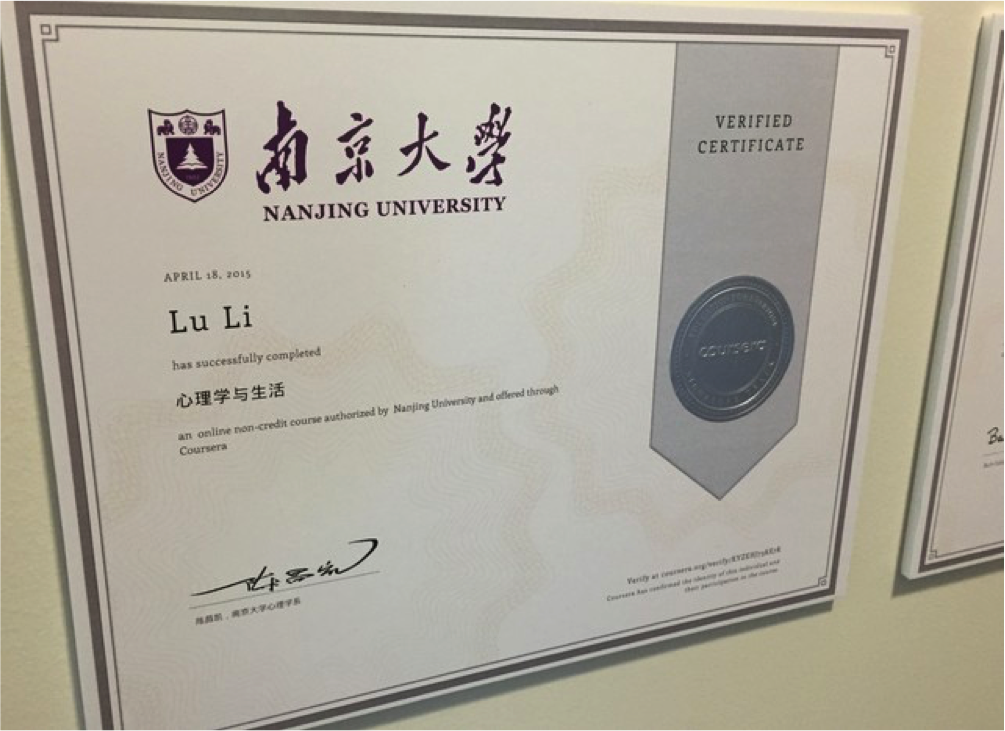 南京大學
NANJING UNIVERSITY
NANJING UNIVERSITY
VERIFIED
CERTIFICATE
APRIL 18, 2015
Lu Li
has successfully completed
心理学与生活
an online non-credit course authorized by Nanjing University and offered through
Coursera
coursera
陈昌凯，南京大学心理学系
Verify at coursera.org/verify/
Coursera has confirmed the identity of this individual and
their participation in the course